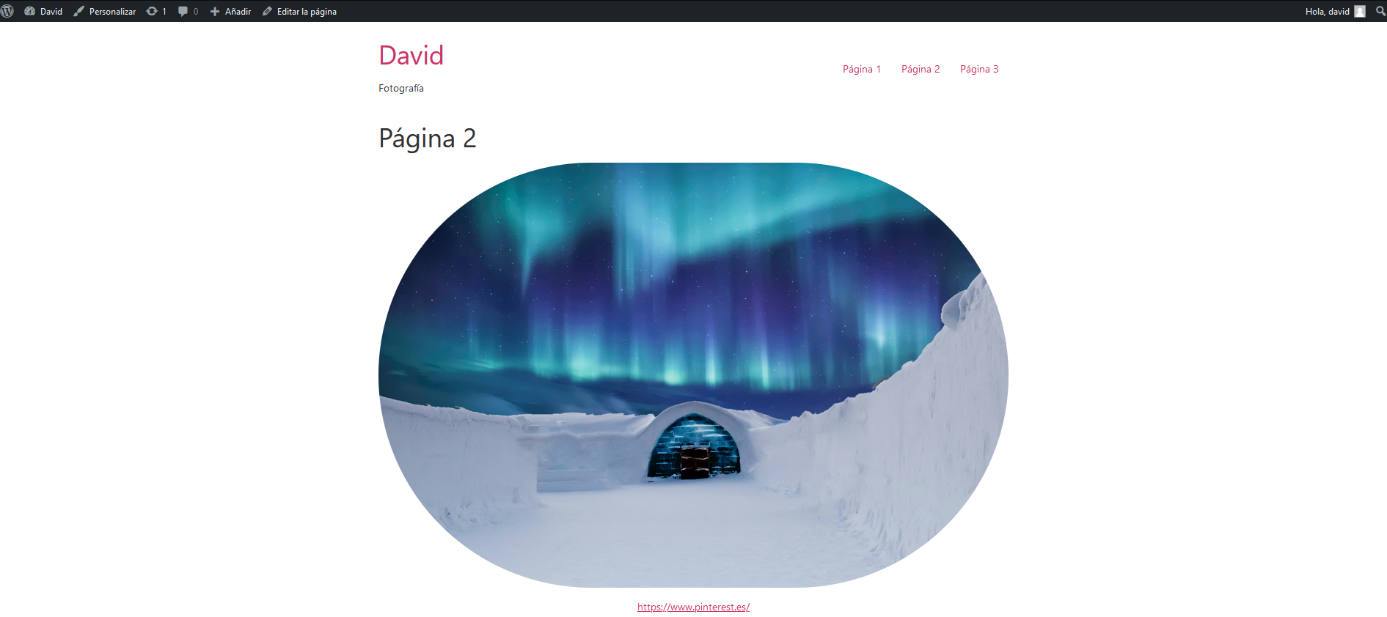 David Personalizar 1 0 Añadir Editar la página Hola, david
David
Fotografía
Página 1 Página 2 Página 3
Página 2
https://www.pinterest.es/